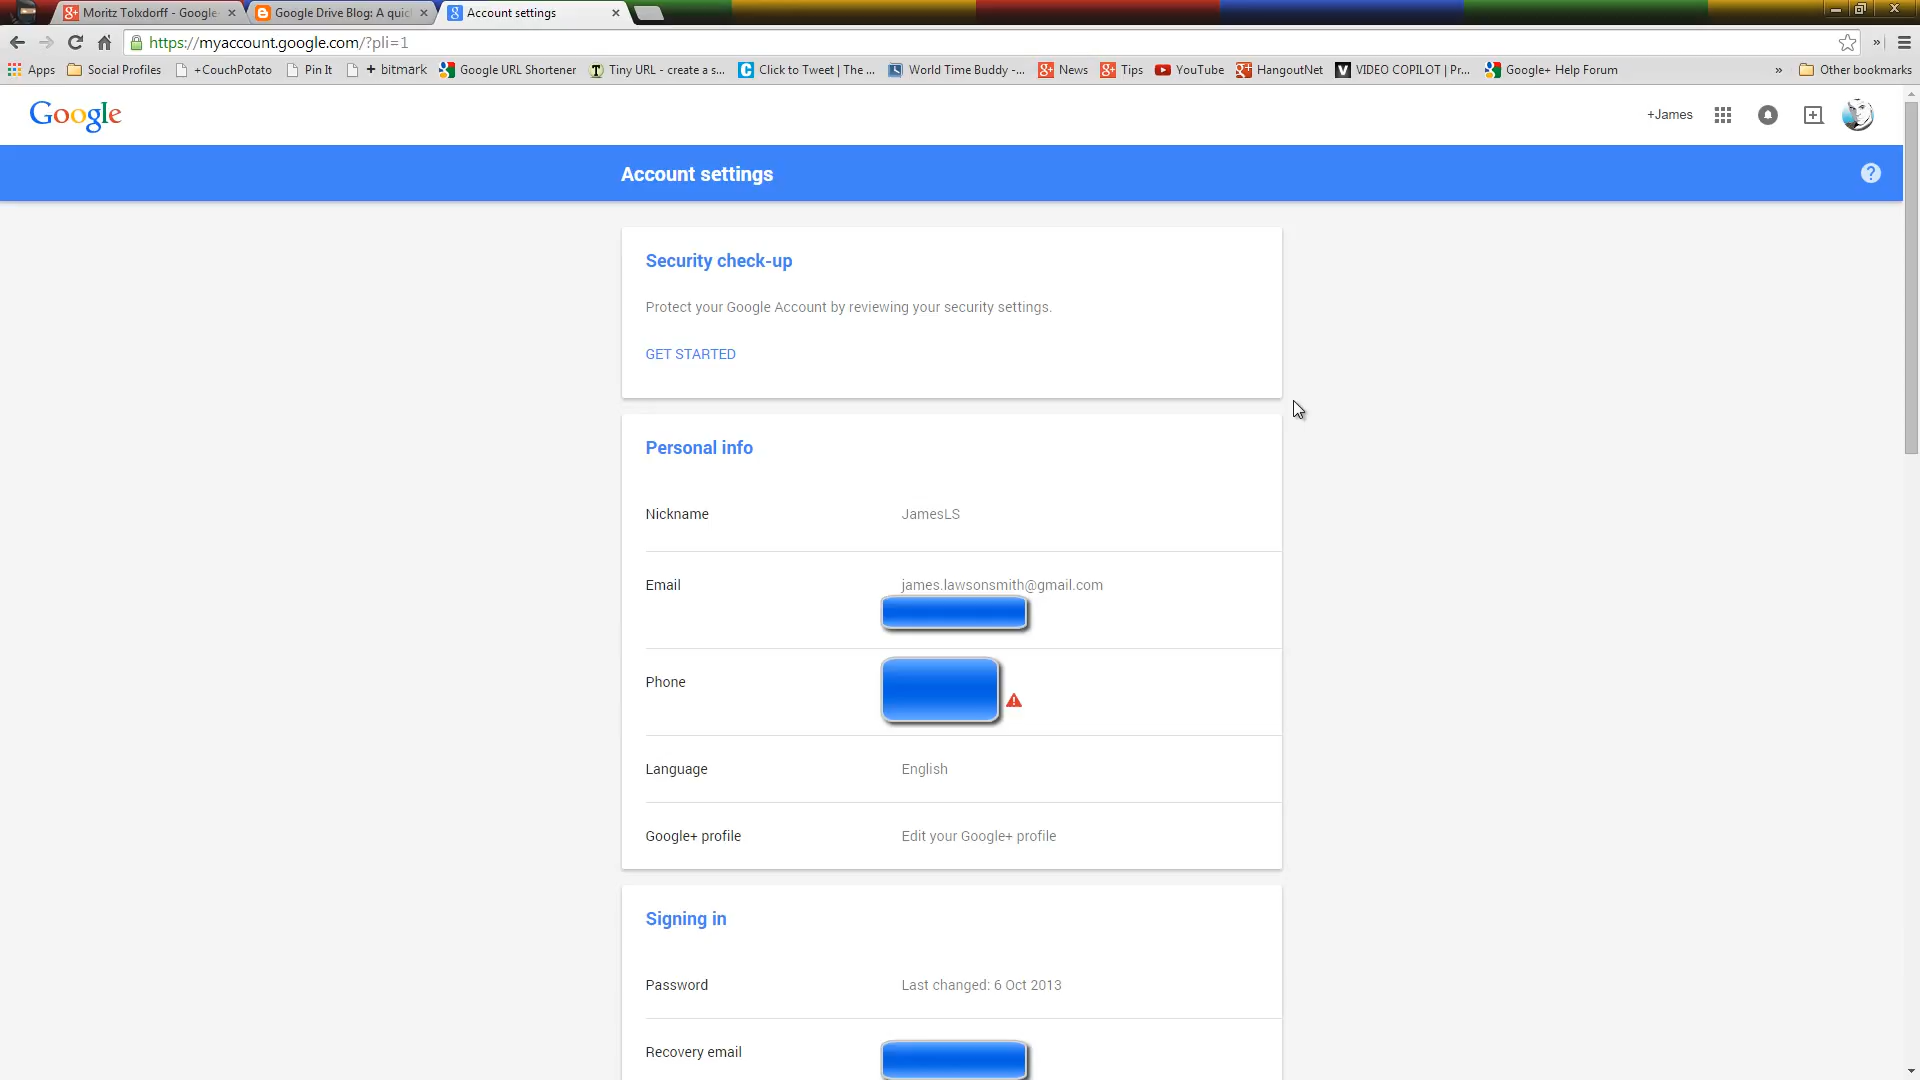 Moritz Tolxdorff - Google
Google Drive Blog: A quic
Account settings
https://myaccount.google.com/?pli=1
Apps
Social Profiles
+CouchPotato
Pin It
+ bitmark
Google URL Shortener
Tiny URL - create a s...
Click to Tweet | The ...
World Time Buddy -...
News
Tips
YouTube
HangoutNet
VIDEO COPILOT | Pr...
Google+ Help Forum
»
Other bookmarks
Google
+James
Account settings
?
Security check-up
Protect your Google Account by reviewing your security settings.
GET STARTED
Personal info
Nickname JamesLS
Email james.lawsonsmith@gmail.com
Phone
Language English
Google+ profile Edit your Google+ profile
Signing in
Password Last changed: 6 Oct 2013
Recovery email